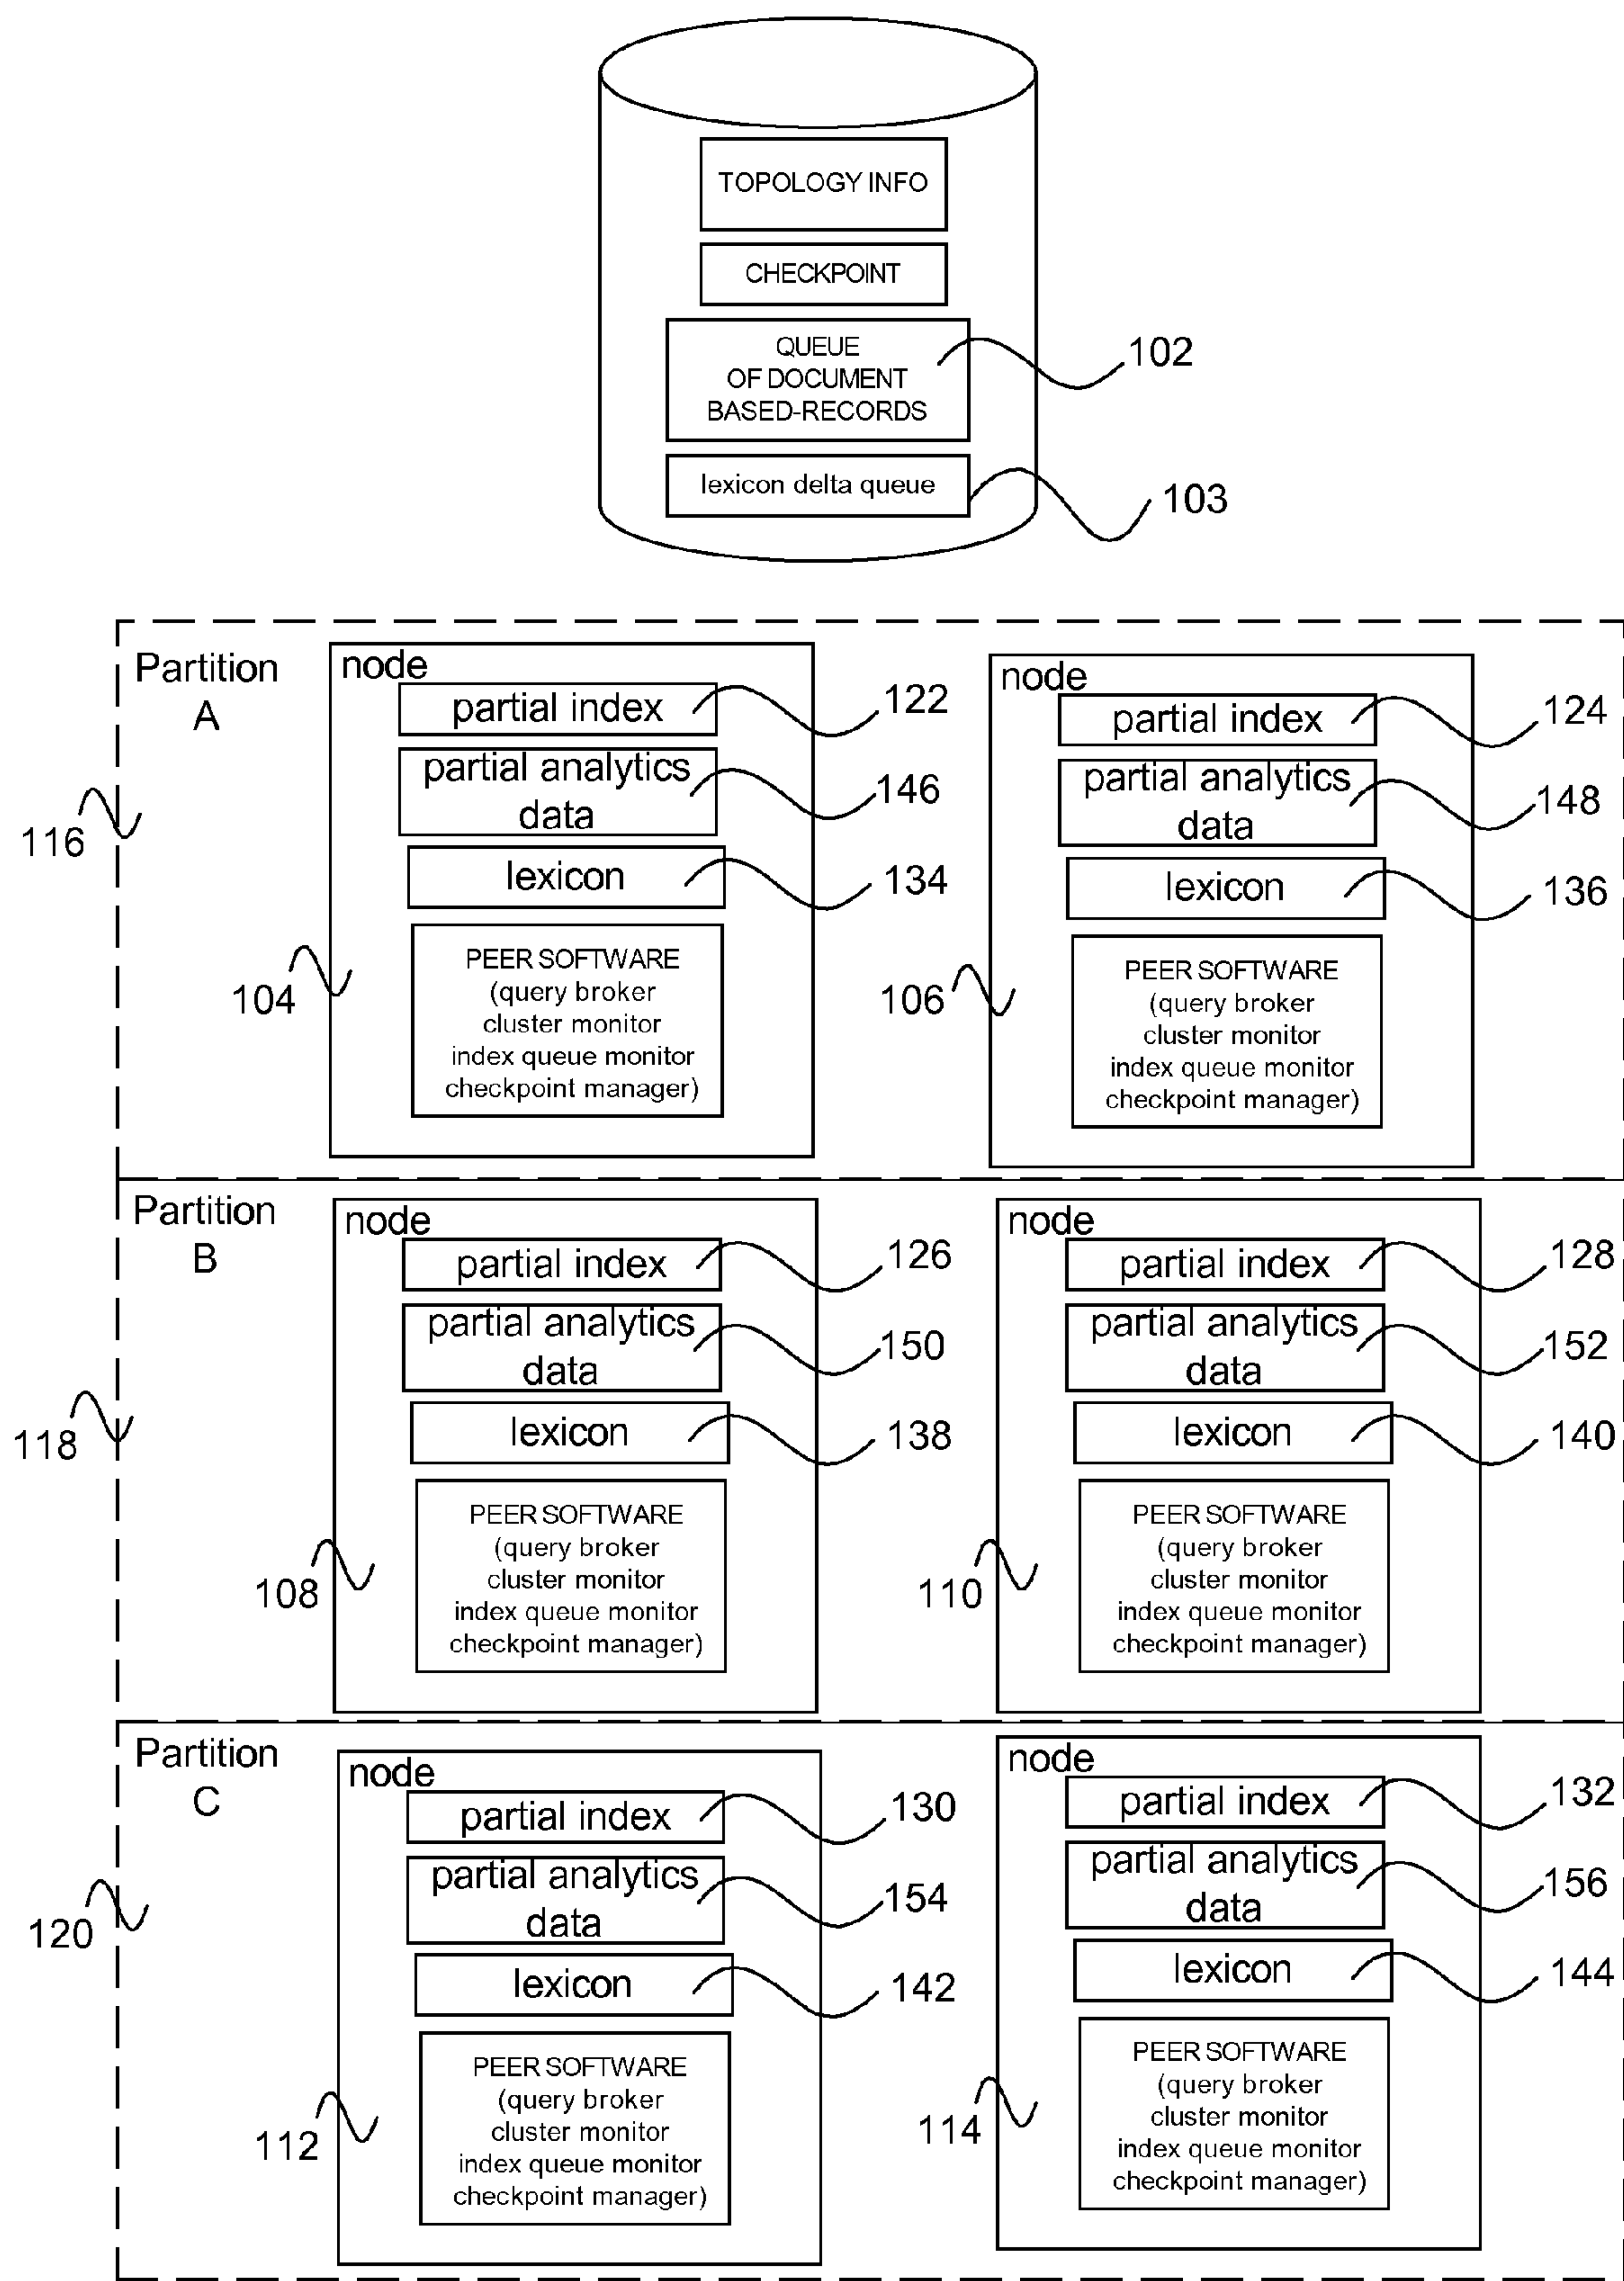 TOPOLOGY INFO
CHECKPOINT
QUEUE
OF DOCUMENT
BASED-RECORDS
102
lexicon delta queue
103
Partition
A
116
node
partial index
122
partial analytics
data
146
lexicon
134
PEER SOFTWARE
(query broker
cluster monitor
index queue monitor
checkpoint manager)
104
node
partial index
124
partial analytics
data
148
lexicon
136
PEER SOFTWARE
(query broker
cluster monitor
index queue monitor
checkpoint manager)
106
Partition
B
118
node
partial index
126
partial analytics
data
150
lexicon
138
PEER SOFTWARE
(query broker
cluster monitor
index queue monitor
checkpoint manager)
108
node
partial index
128
partial analytics
data
152
lexicon
140
PEER SOFTWARE
(query broker
cluster monitor
index queue monitor
checkpoint manager)
110
Partition
C
120
node
partial index
130
partial analytics
data
154
lexicon
142
PEER SOFTWARE
(query broker
cluster monitor
index queue monitor
checkpoint manager)
112
node
partial index
132
partial analytics
data
156
lexicon
144
PEER SOFTWARE
(query broker
cluster monitor
index queue monitor
checkpoint manager)
114